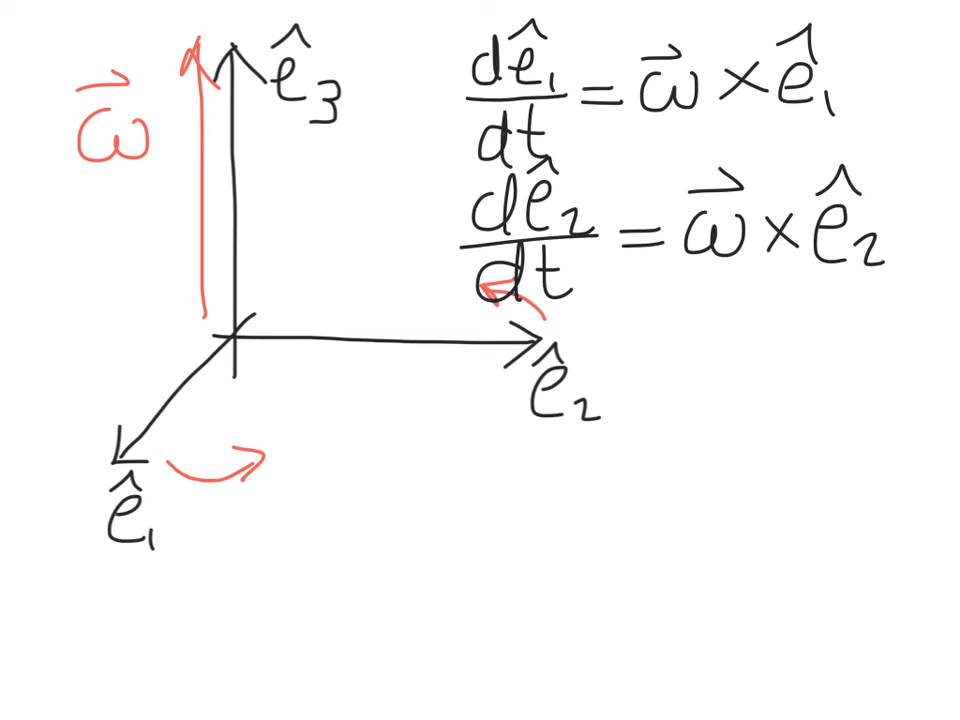 ω⃗
ê₃
dê₁/dt = ω⃗ × ê₁
dê₂/dt = ω⃗ × ê₂
ê₂
ê₁